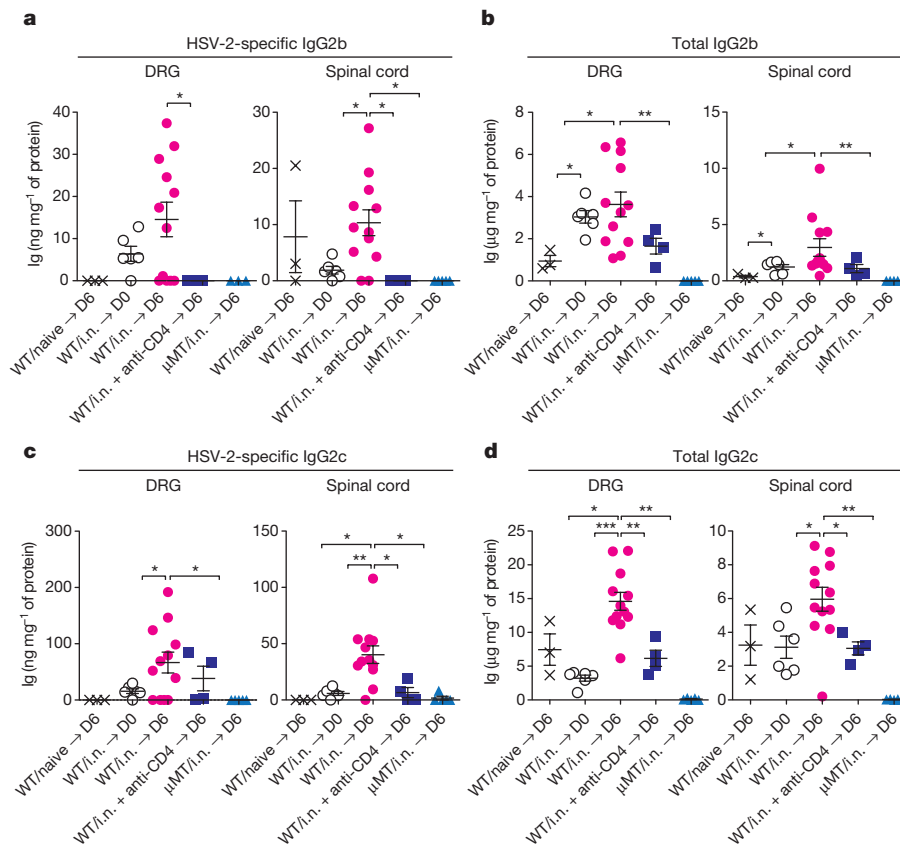 a
HSV-2-specific IgG2b
DRG
Spinal cord
Ig (ng mg−1 of protein)
40
30
20
10
0
30
20
10
0
*
*
*
*
WT/naive → D6
WT/i.n. → D0
WT/i.n. → D6
WT/i.n. + anti-CD4 → D6
µMT/i.n. → D6
WT/naive → D6
WT/i.n. → D0
WT/i.n. → D6
WT/i.n. + anti-CD4 → D6
µMT/i.n. → D6
b
Total IgG2b
DRG
Spinal cord
Ig (µg mg−1 of protein)
8
6
4
2
0
15
10
5
0
*
*
**
*
*
**
WT/naive → D6
WT/i.n. → D0
WT/i.n. → D6
WT/i.n. + anti-CD4 → D6
µMT/i.n. → D6
WT/naive → D6
WT/i.n. → D0
WT/i.n. → D6
WT/i.n. + anti-CD4 → D6
µMT/i.n. → D6
c
HSV-2-specific IgG2c
DRG
Spinal cord
Ig (ng mg−1 of protein)
300
200
100
0
150
100
50
0
*
*
*
*
**
*
WT/naive → D6
WT/i.n. → D0
WT/i.n. → D6
WT/i.n. + anti-CD4 → D6
µMT/i.n. → D6
WT/naive → D6
WT/i.n. → D0
WT/i.n. → D6
WT/i.n. + anti-CD4 → D6
µMT/i.n. → D6
d
Total IgG2c
DRG
Spinal cord
Ig (µg mg−1 of protein)
25
20
15
10
5
0
10
8
6
4
2
0
*
**
***
**
**
*
*
WT/naive → D6
WT/i.n. → D0
WT/i.n. → D6
WT/i.n. + anti-CD4 → D6
µMT/i.n. → D6
WT/naive → D6
WT/i.n. → D0
WT/i.n. → D6
WT/i.n. + anti-CD4 → D6
µMT/i.n. → D6